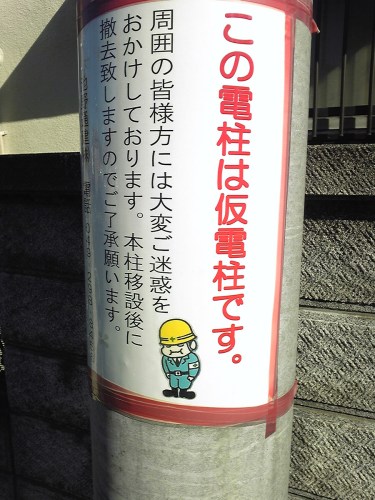 この電柱は仮電柱です。
周囲の皆様方には大変ご迷惑を
おかけしております。本柱移設後に
撤去致しますのでご了承願います。